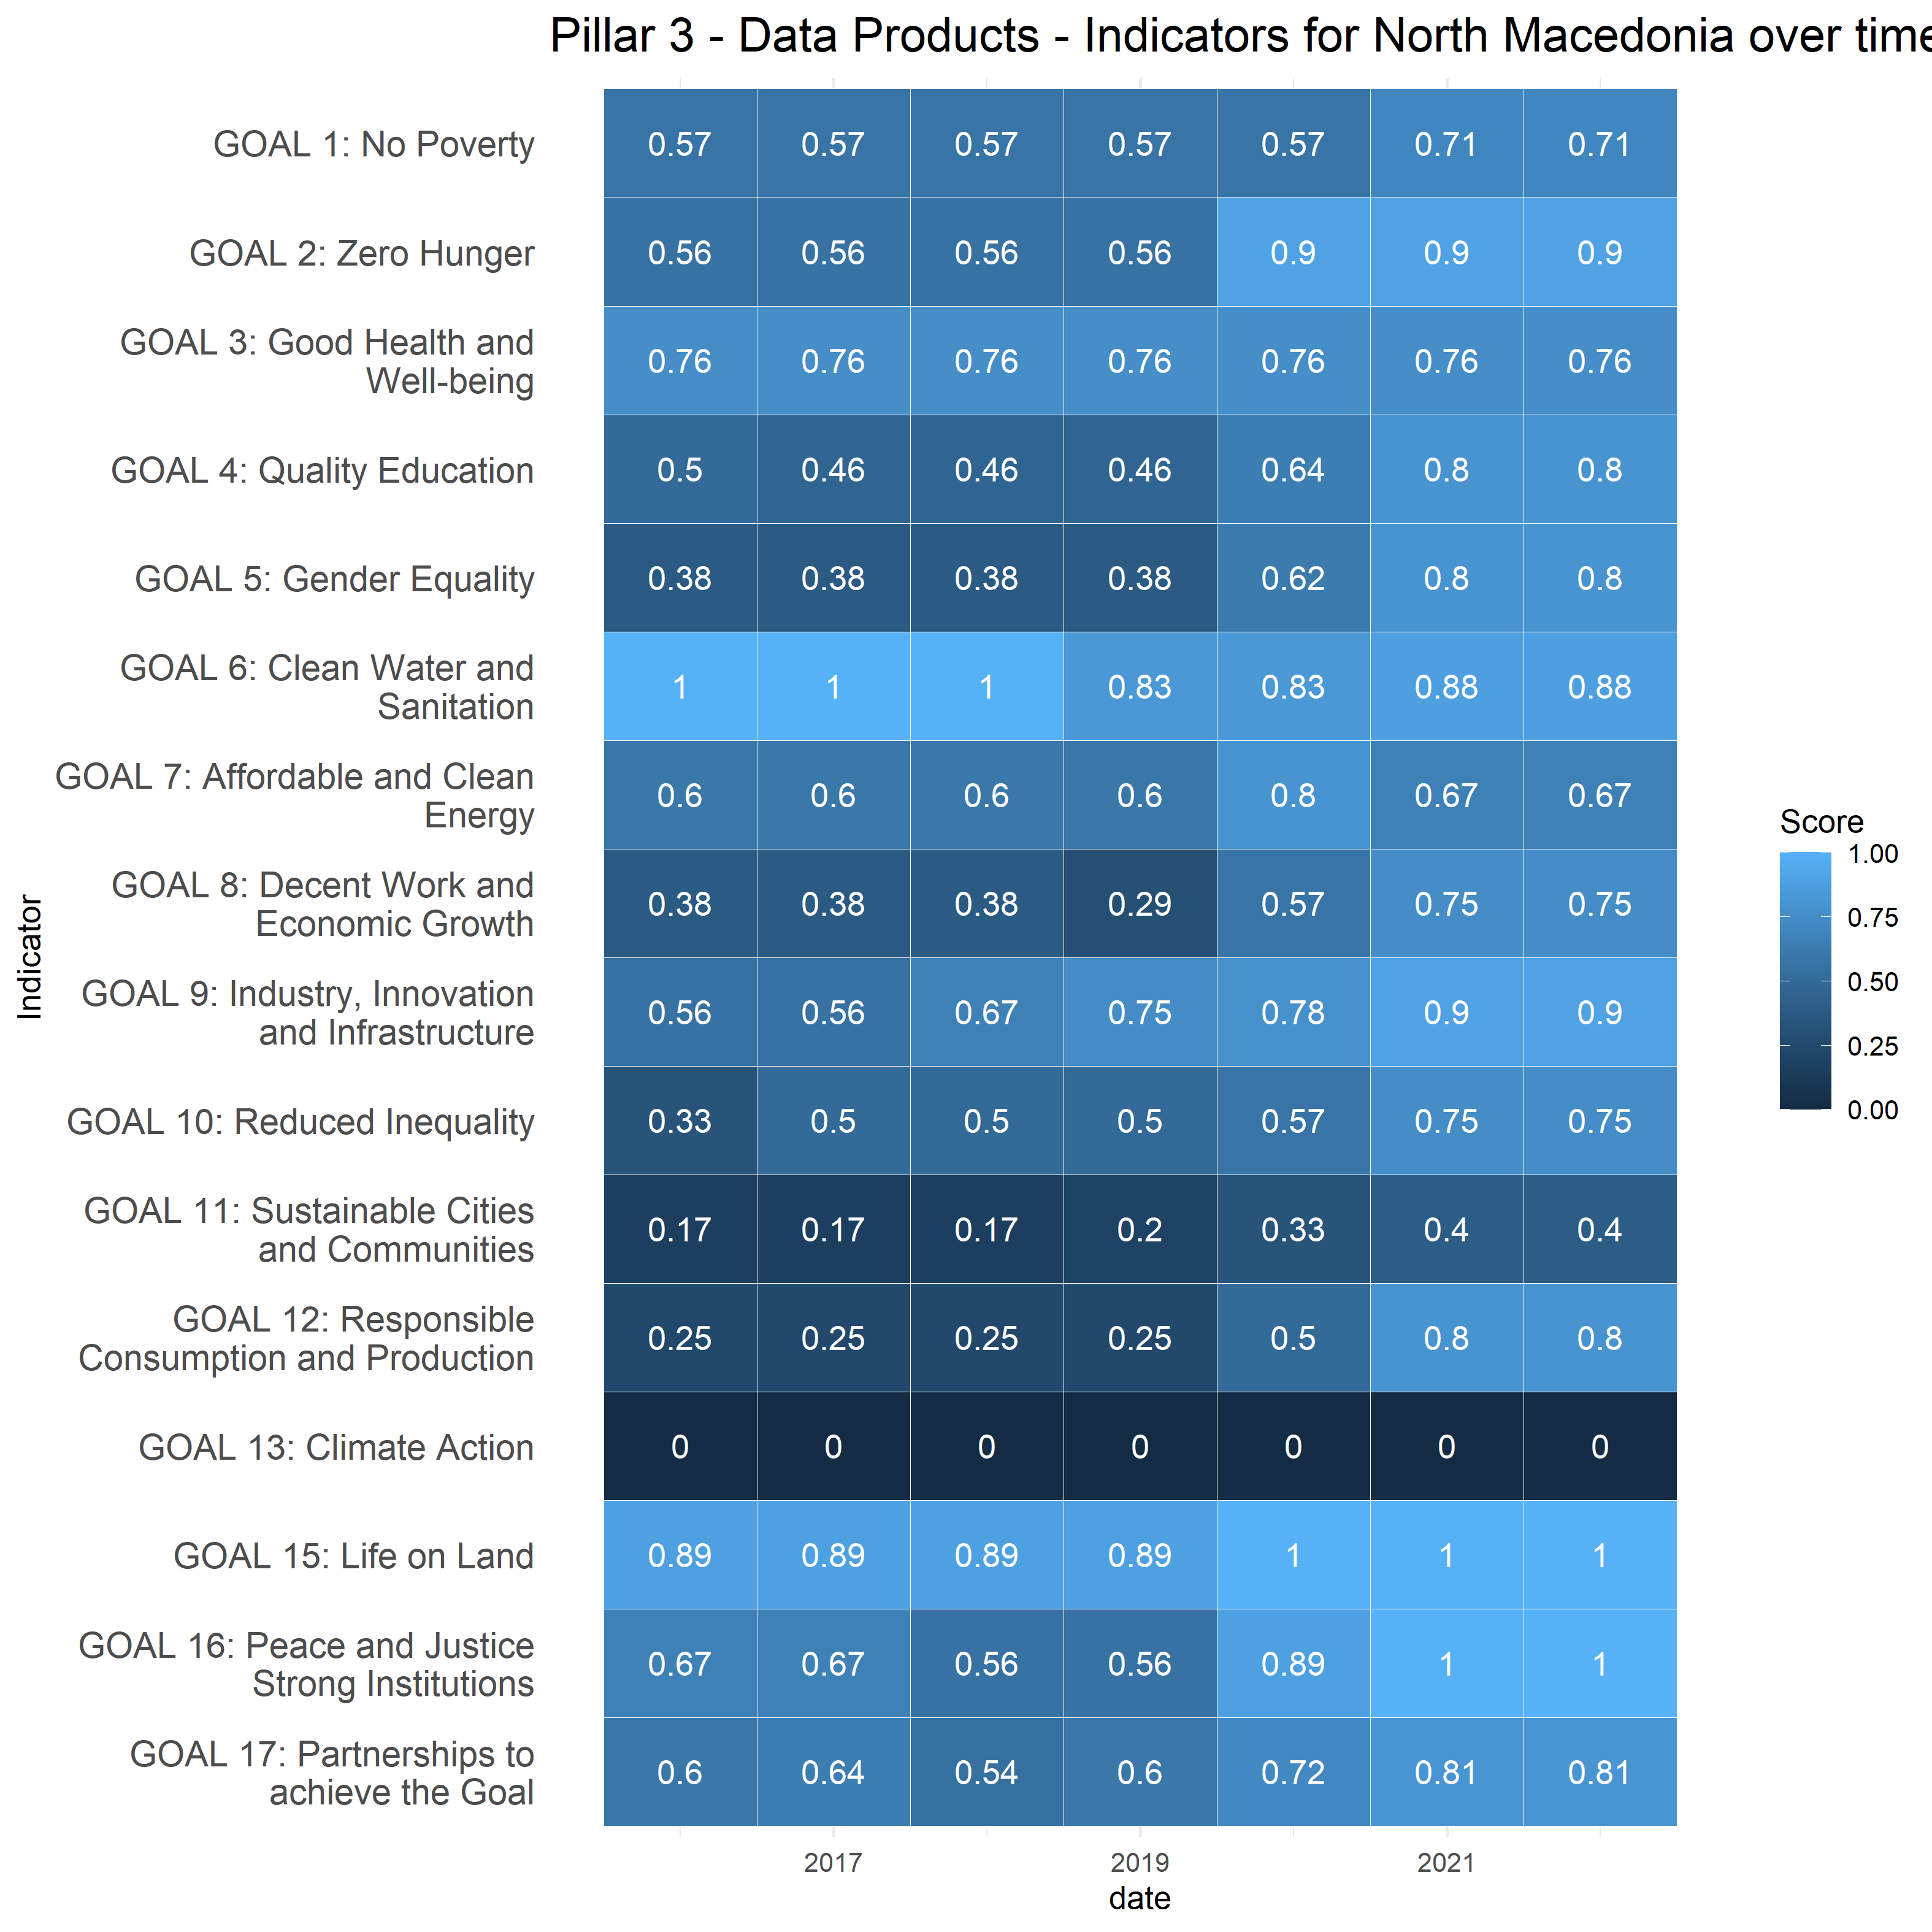 Pillar 3 - Data Products - Indicators for North Macedonia over time
GOAL 1: No Poverty
0.57 0.57 0.57 0.57 0.57 0.71 0.71
GOAL 2: Zero Hunger
0.56 0.56 0.56 0.56 0.9 0.9 0.9
GOAL 3: Good Health and
Well-being
0.76 0.76 0.76 0.76 0.76 0.76 0.76
GOAL 4: Quality Education
0.5 0.46 0.46 0.46 0.64 0.8 0.8
GOAL 5: Gender Equality
0.38 0.38 0.38 0.38 0.62 0.8 0.8
GOAL 6: Clean Water and
Sanitation
1 1 1 0.83 0.83 0.88 0.88
GOAL 7: Affordable and Clean
Energy
0.6 0.6 0.6 0.6 0.8 0.67 0.67
GOAL 8: Decent Work and
Economic Growth
0.38 0.38 0.38 0.29 0.57 0.75 0.75
GOAL 9: Industry, Innovation
and Infrastructure
0.56 0.56 0.67 0.75 0.78 0.9 0.9
GOAL 10: Reduced Inequality
0.33 0.5 0.5 0.5 0.57 0.75 0.75
GOAL 11: Sustainable Cities
and Communities
0.17 0.17 0.17 0.2 0.33 0.4 0.4
GOAL 12: Responsible
Consumption and Production
0.25 0.25 0.25 0.25 0.5 0.8 0.8
GOAL 13: Climate Action
0 0 0 0 0 0 0
GOAL 15: Life on Land
0.89 0.89 0.89 0.89 1 1 1
GOAL 16: Peace and Justice
Strong Institutions
0.67 0.67 0.56 0.56 0.89 1 1
GOAL 17: Partnerships to
achieve the Goal
0.6 0.64 0.54 0.6 0.72 0.81 0.81
2017 2019 2021
date
Indicator
Score
1.00
0.75
0.50
0.25
0.00